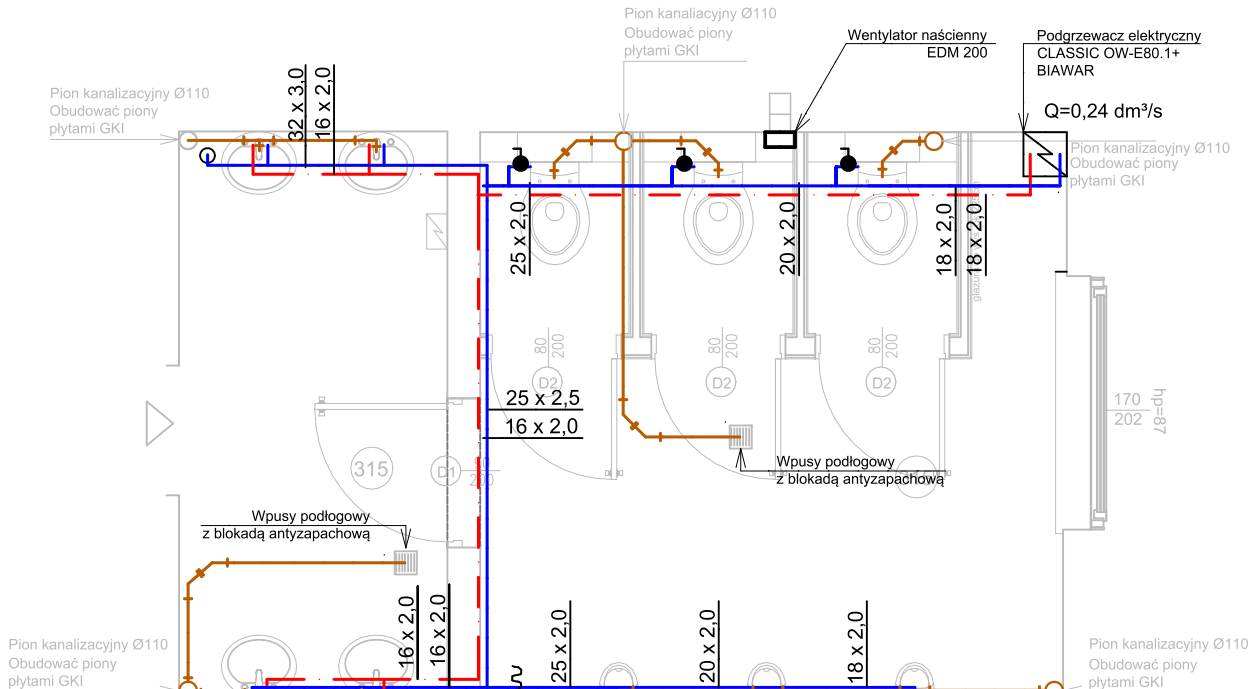 Pion kanaliacyjny Ø110
Obudować piony
płytami GKI
Wentylator naścienny
EDM 200
Podgrzewacz elektryczny
CLASSIC OW-E80.1+
BIAWAR
Q=0,24 dm³/s
Pion kanalizacyjny Ø110
Obudować piony
płytami GKI
32 x 3,0
16 x 2,0
Pion kanalizacyjny Ø110
Obudować piony
płytami GKI
25 x 2,0
20 x 2,0
18 x 2,0
18 x 2,0
80
200
D2
80
200
D2
80
200
D2
25 x 2,5
16 x 2,0
170
202
hp=87
315
D1
200
Wpusy podłogowy
z blokadą antyzapachową
Wpusy podłogowy
z blokadą antyzapachową
16 x 2,0
16 x 2,0
25 x 2,0
20 x 2,0
18 x 2,0
Pion kanalizacyjny Ø110
Obudować piony
płytami GKI
Pion kanalizacyjny Ø110
Obudować piony
płytami GKI